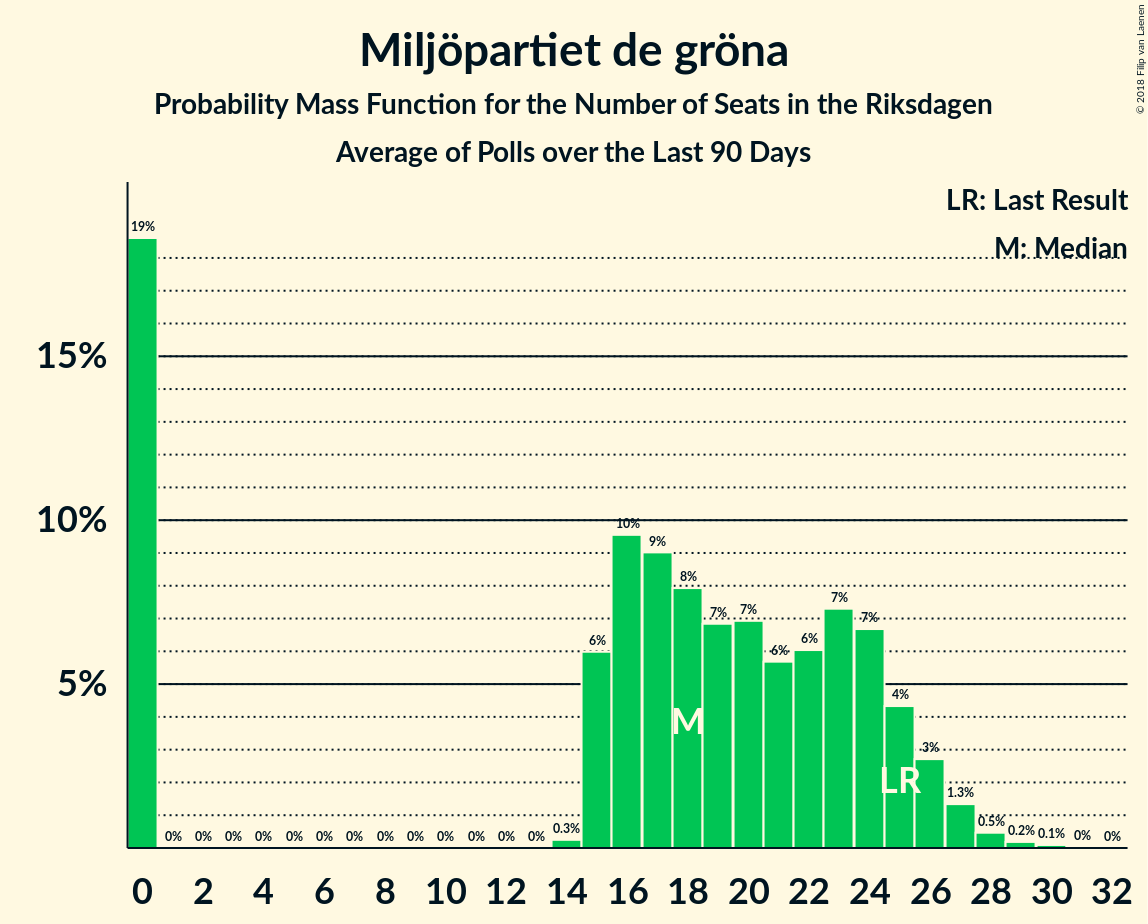 Miljöpartiet de gröna
Probability Mass Function for the Number of Seats in the Riksdagen
Average of Polls over the Last 90 Days
© 2018 Filip van Laenen
LR: Last Result
M: Median
15%
10%
5%
19% 0% 0% 0% 0% 0% 0% 0% 0% 0% 0% 0% 0% 0% 0.3% 6% 10% 9% 8% 7% 7% 6% 6% 7% 7% 4% 3% 1.3% 0.5% 0.2% 0.1% 0% 0%
M
LR
0 2 4 6 8 10 12 14 16 18 20 22 24 26 28 30 32